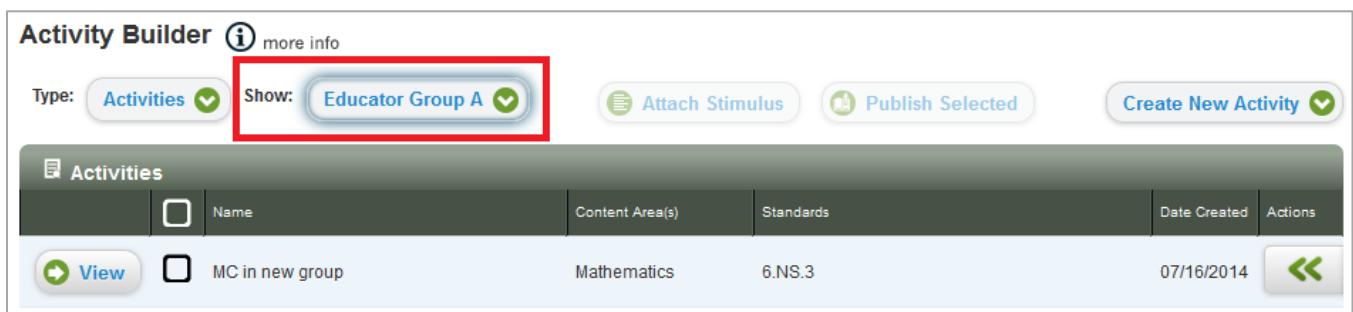 Activity Builder i more info
Type: Activities Show: Educator Group A Attach Stimulus Publish Selected Create New Activity
Activities
Name Content Area(s) Standards Date Created Actions
View MC in new group Mathematics 6.NS.3 07/16/2014